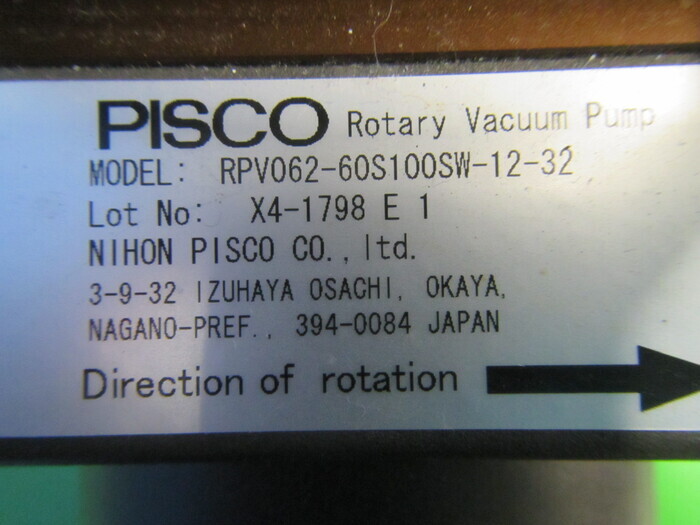 PISCO Rotary Vacuum Pump
MODEL: RPV062-60S100SW-12-32
Lot No: X4-1798 E 1
NIHON PISCO CO., ltd.
3-9-32 IZUHAYA OSACHI, OKAYA,
NAGANO-PREF., 394-0084 JAPAN
Direction of rotation